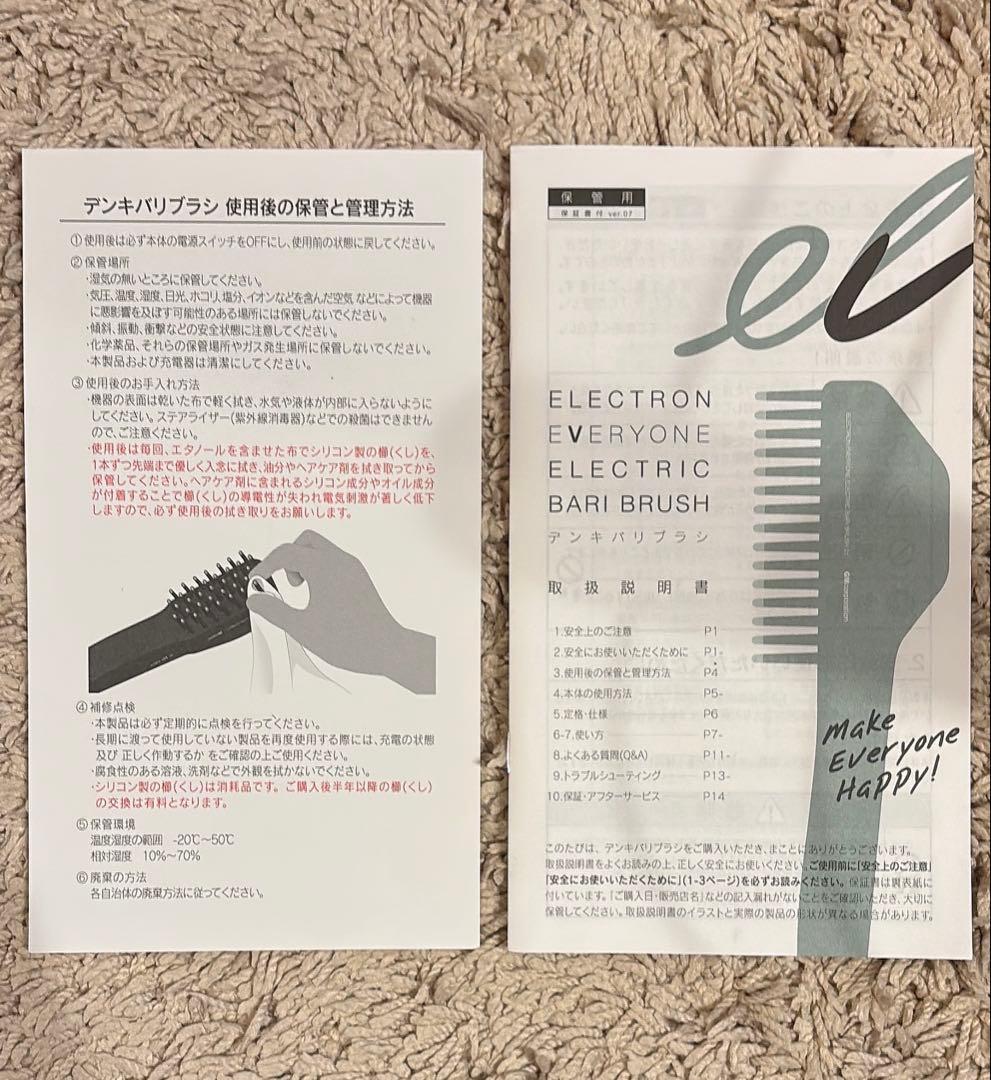 デンキバリブラシ 使用後の保管と管理方法
①使用後は必ず本体の電源スイッチをOFFにし、使用前の状態に戻してください。
② 保管場所
・湿気の無いところに保管してください。
・気圧、温度、湿度、日光、ホコリ、塩分、イオンなどを含んだ空気 などによって機器
に悪影響を及ぼす可能性のある場所には保管しないでください。
・傾斜、振動、衝撃などの安全状態に注意してください。
・化学薬品、それらの保管場所やガス発生場所に保管しないでください。
・本製品および充電器は清潔にしてください。
③ 使用後のお手入れ方法
・機器の表面は乾いた布で軽く拭き、水気や液体が内部に入らないように
してください。ステアライザー(紫外線消毒器)などでの殺菌はできません
ので、ご注意ください。
・使用後は毎回、エタノールを含ませた布でシリコン製の櫛(くし)を、
1本ずつ先端まで優しく入念に拭き、油分やヘアケア剤を拭き取ってから
保管してください。ヘアケア剤に含まれるシリコン成分やオイル成分
が付着することで櫛(くし)の導電性が失われ電気刺激が著しく低下
しますので、必ず使用後の拭き取りをお願いします。
④ 補修点検
・本製品は必ず定期的に点検を行ってください。
・長期に渡って使用していない製品を再度使用する際には、充電の状態
及び 正しく作動するか をご確認の上ご使用ください。
・腐食性のある溶液、洗剤などで外観を拭かないでください。
・シリコン製の櫛(くし)は消耗品です。ご購入後半年以降の櫛(くし)
の交換は有料となります。
⑤ 保管環境
温度湿度の範囲 -20℃～50℃
相対湿度 10%～70%
⑥ 廃棄の方法
各自治体の廃棄方法に従ってください。
保管用
保証書付 ver.07
el
ELECTRON
EVERYONE
ELECTRIC
BARI BRUSH
デンキバリブラシ
取扱説明書
1.安全上のご注意 P1
2.安全にお使いいただくために P1-
3.使用後の保管と管理方法 P4
4.本体の使用方法 P5-
5.定格・仕様 P6
6-7.使い方 P7-
8.よくある質問(Q&A) P11-
9.トラブルシューティング P13-
10.保証・アフターサービス P14
make
Everyone
HaPPy!
このたびは、デンキバリブラシをご購入いただき、まことにありがとうございます。
取扱説明書をよくお読みの上、正しく安全にお使いください。ご使用前に「安全上のご注意」
「安全にお使いいただくために」(1-3ページ)を必ずお読みください。保証書は裏表紙に
付いています。「ご購入日・販売店名」などの記入漏れがないことをご確認いただき、大切に
保管してください。取扱説明書のイラストと実際の製品の形状が異なる場合があります。